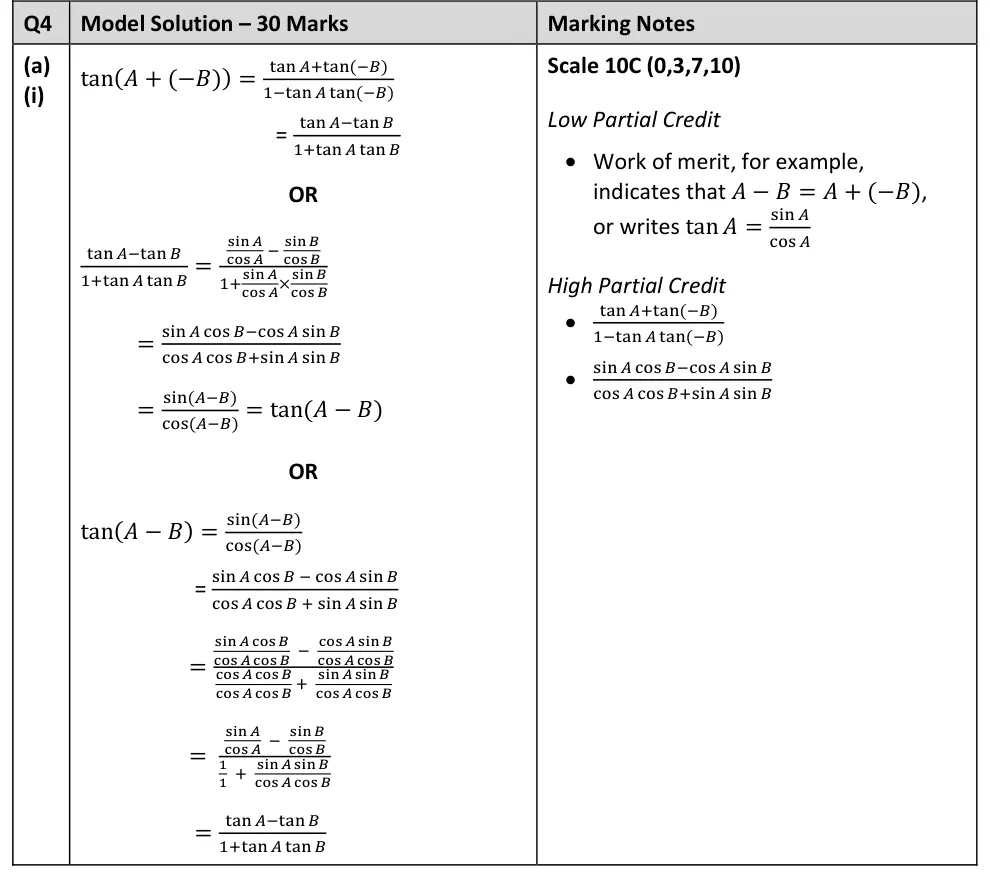 Q4 Model Solution – 30 Marks Marking Notes
(a)
(i)
tan(A + (−B)) = (tan A+tan(−B))/(1−tan A tan(−B))
= (tan A−tan B)/(1+tan A tan B)
OR
(tan A−tan B)/(1+tan A tan B) = (sin A/cos A − sin B/cos B)/(1+sin A/cos A × sin B/cos B)
= (sin A cos B−cos A sin B)/(cos A cos B+sin A sin B)
= sin(A−B)/cos(A−B) = tan(A − B)
OR
tan(A − B) = sin(A−B)/cos(A−B)
= (sin A cos B − cos A sin B)/(cos A cos B + sin A sin B)
= (sin A cos B/cos A cos B − cos A sin B/cos A cos B)/(cos A cos B/cos A cos B + sin A sin B/cos A cos B)
= (sin A/cos A − sin B/cos B)/(1/1 + sin A sin B/cos A cos B)
= (tan A−tan B)/(1+tan A tan B)
Scale 10C (0,3,7,10)
Low Partial Credit
• Work of merit, for example,
indicates that A − B = A + (−B),
or writes tan A = sin A/cos A
High Partial Credit
• (tan A+tan(−B))/(1−tan A tan(−B))
• (sin A cos B−cos A sin B)/(cos A cos B+sin A sin B)